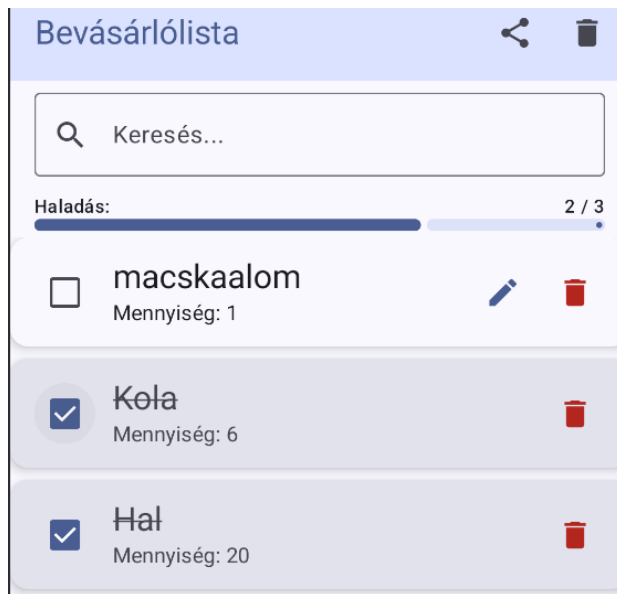 Bevásárlólista
Keresés...
Haladás: 2 / 3
macskaalom
Mennyiség: 1
Kola
Mennyiség: 6
Hal
Mennyiség: 20